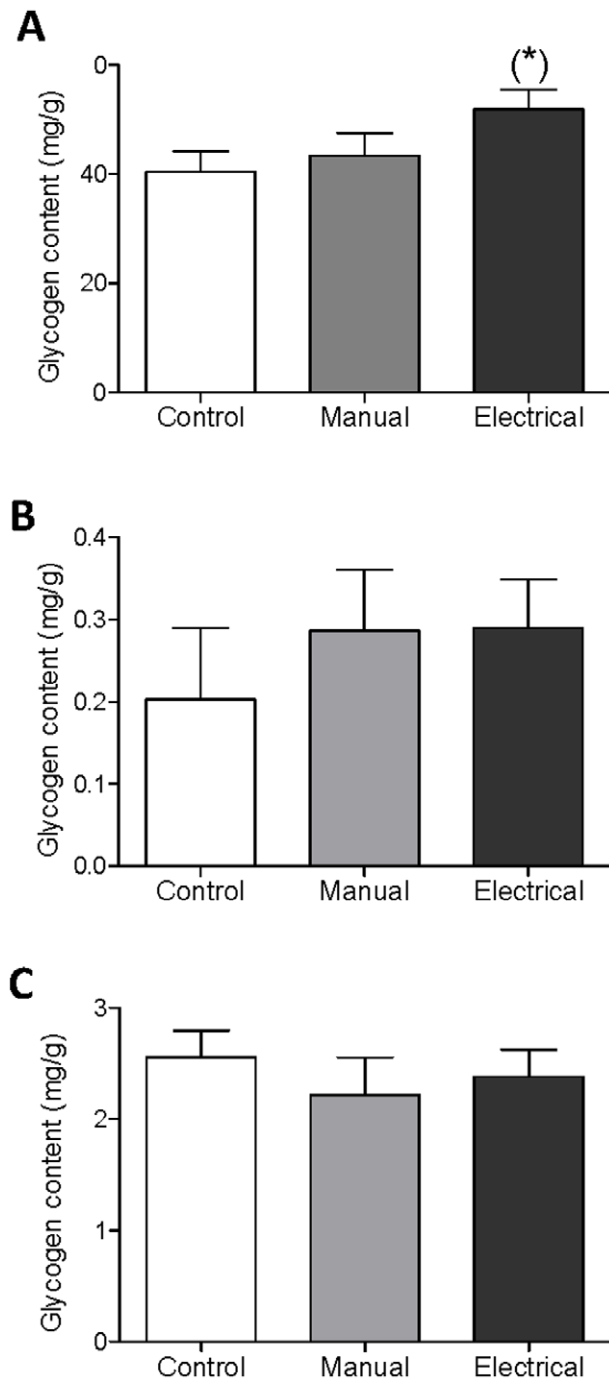 A
Glycogen content (mg/g)
0
40
20
0
(*)
Control Manual Electrical
B
Glycogen content (mg/g)
0.4
0.3
0.2
0.1
0.0
Control Manual Electrical
C
Glycogen content (mg/g)
3
2
1
0
Control Manual Electrical